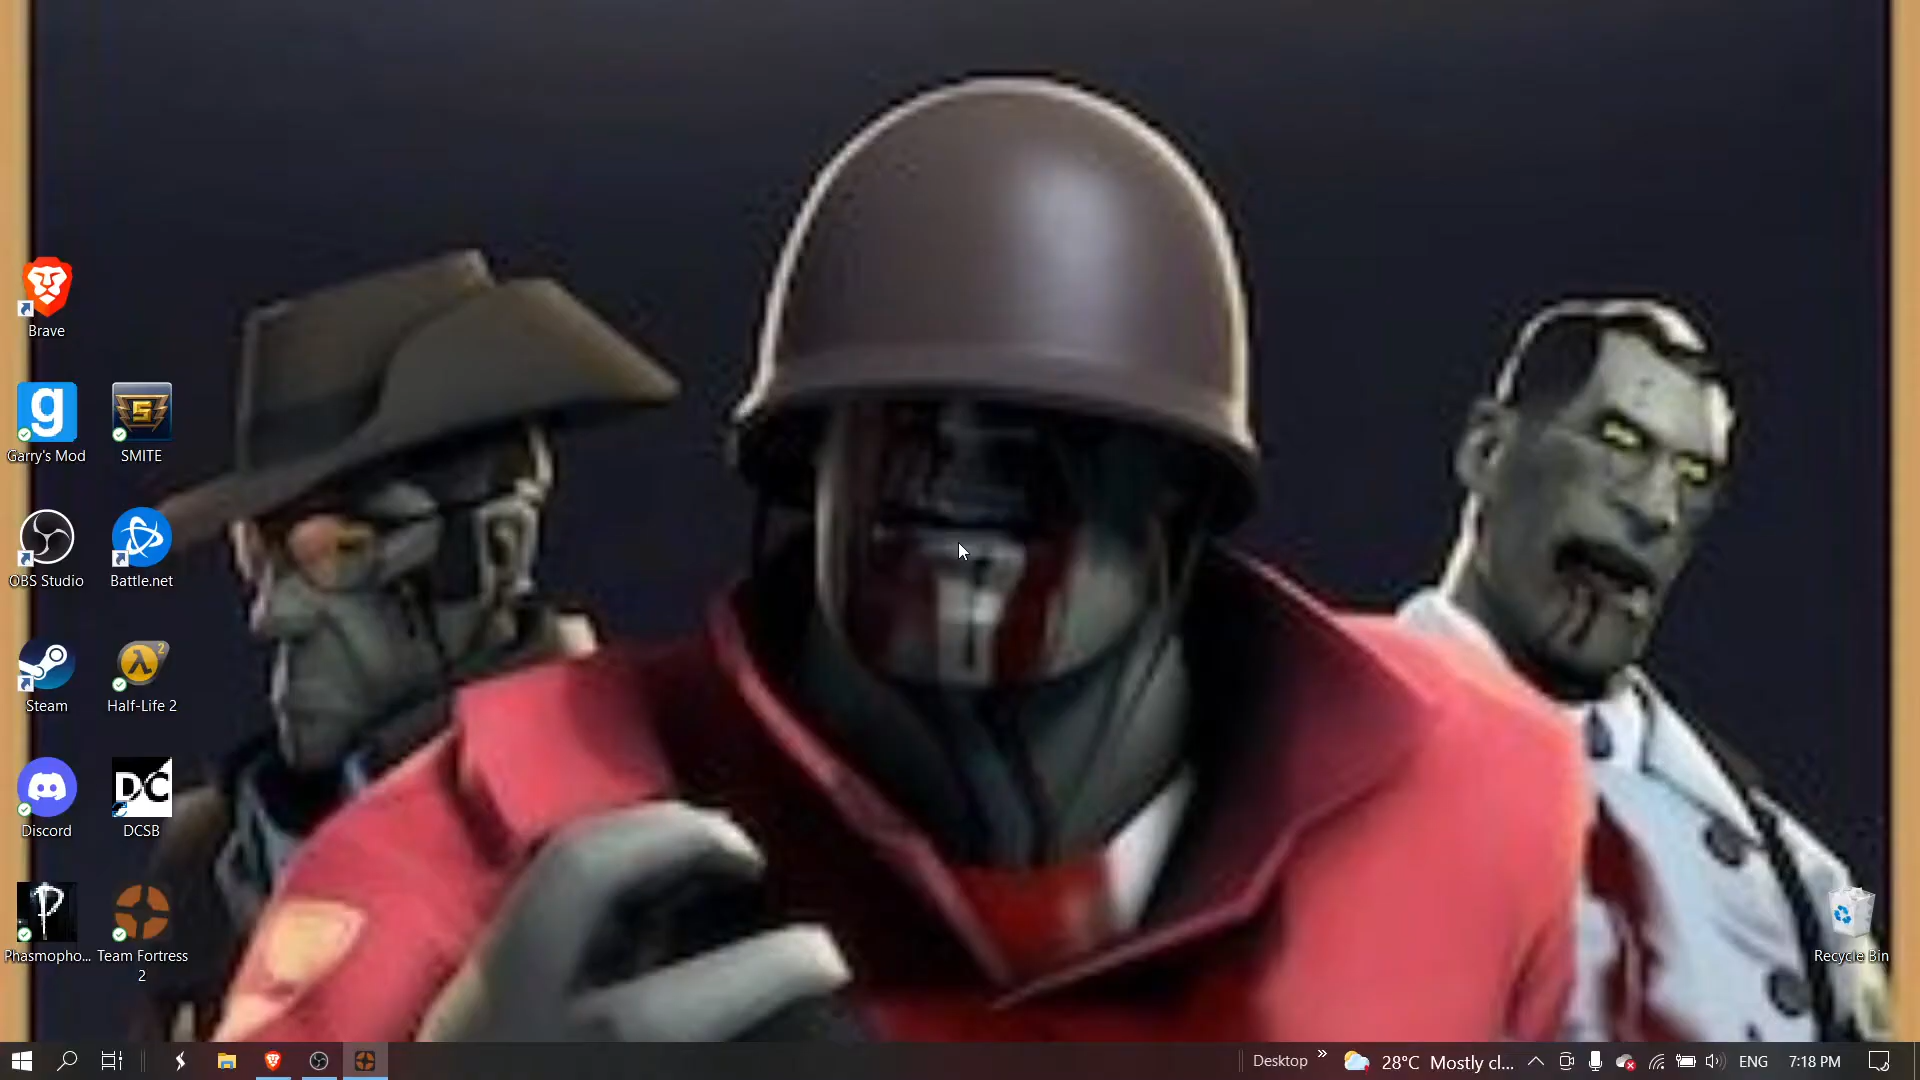 Brave
Garry's Mod
SMITE
OBS Studio
Battle.net
Steam
Half-Life 2
Discord
DC
DCSB
Phasmopho...
Team Fortress
2
Recycle Bin
Desktop
28°C Mostly cl...
ENG
7:18 PM